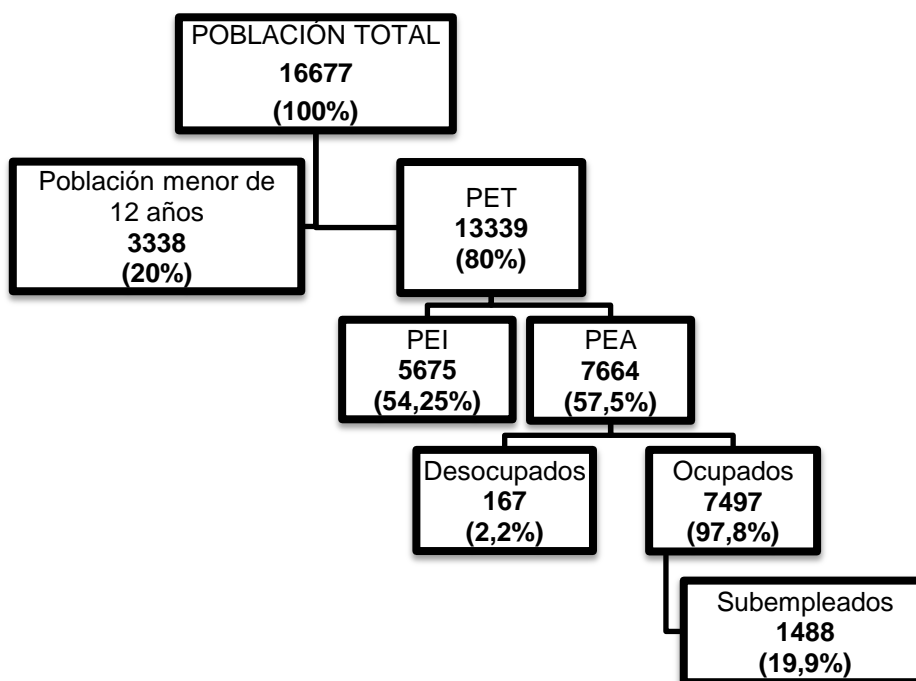 POBLACIÓN TOTAL
16677
(100%)
Población menor de
12 años
3338
(20%)
PET
13339
(80%)
PEI
5675
(54,25%)
PEA
7664
(57,5%)
Desocupados
167
(2,2%)
Ocupados
7497
(97,8%)
Subempleados
1488
(19,9%)